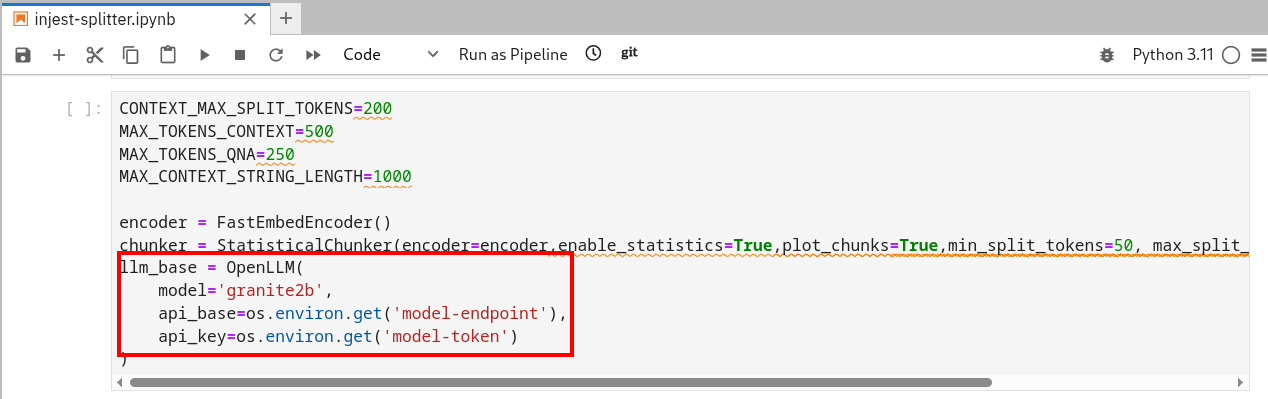 injest-splitter.ipynb
Code Run as Pipeline git Python 3.11
[ ]:
CONTEXT_MAX_SPLIT_TOKENS=200
MAX_TOKENS_CONTEXT=500
MAX_TOKENS_QNA=250
MAX_CONTEXT_STRING_LENGTH=1000
encoder = FastEmbedEncoder()
chunker = StatisticalChunker(encoder=encoder,enable_statistics=True,plot_chunks=True,min_split_tokens=50, max_split_
llm_base = OpenLLM(
    model='granite2b',
    api_base=os.environ.get('model-endpoint'),
    api_key=os.environ.get('model-token')
)